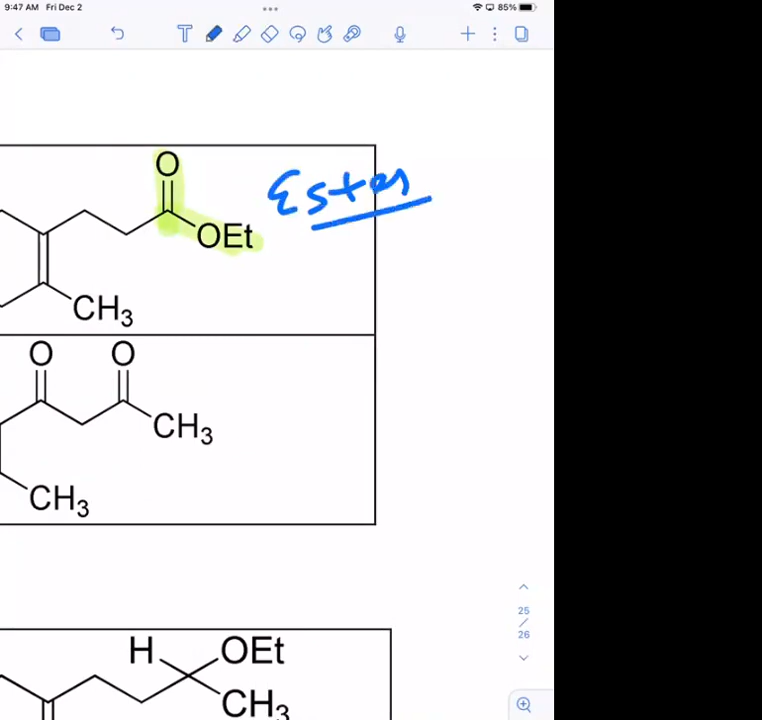 9:47 AM Fri Dec 2
85%
T
O
Ester
OEt
CH3
O O
CH3
CH3
25
/
26
H OEt
CH3